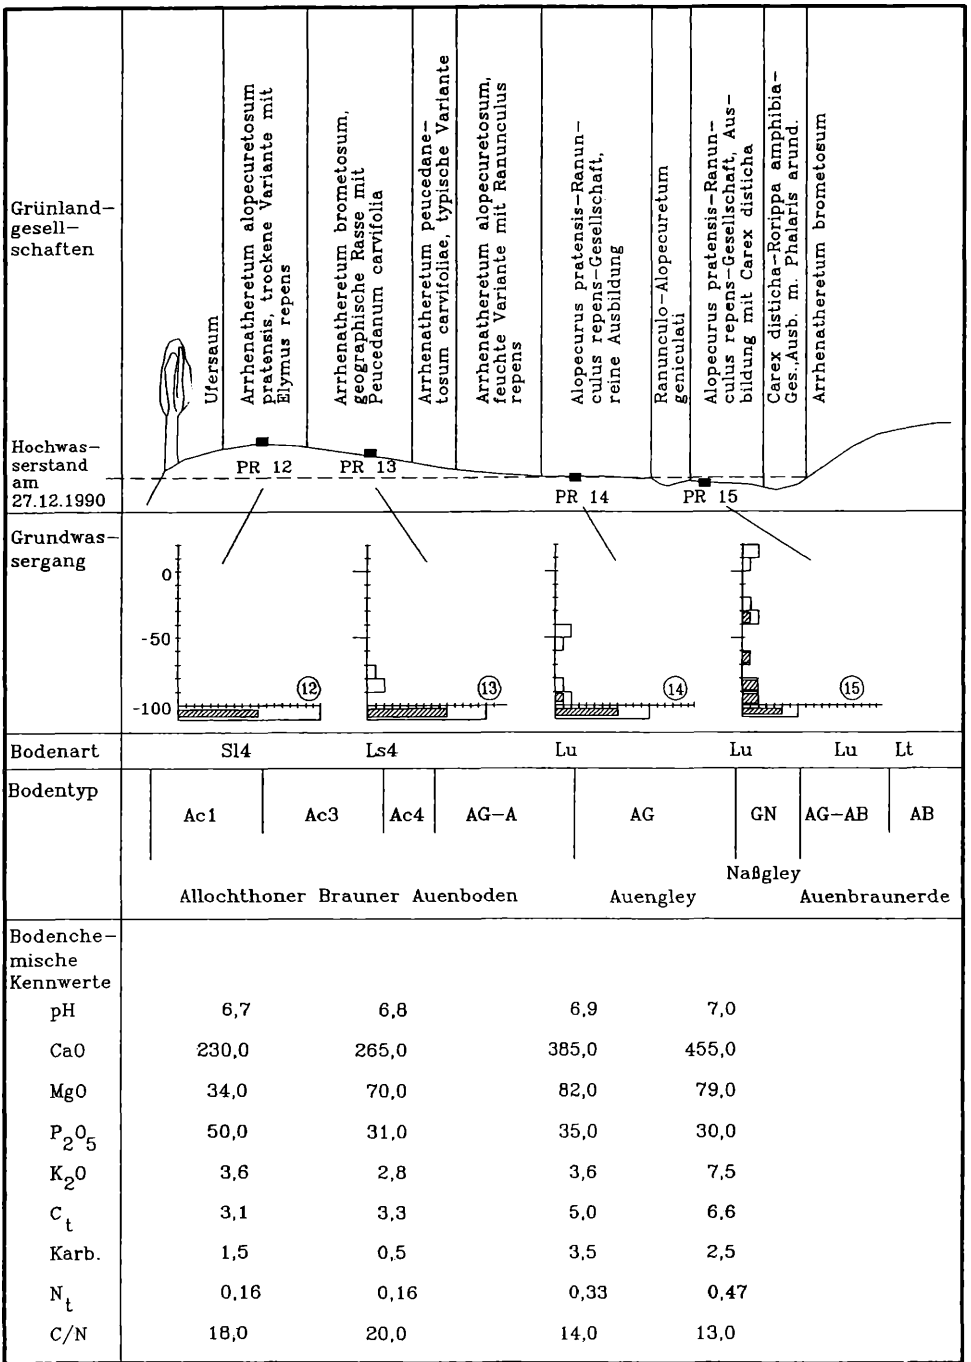 Grünland-
gesell-
schaften
Ufersaum
Arrhenatheretum alopecuretosum
pratensis, trockene Variante mit
Elymus repens
Arrhenatheretum brometosum,
geographische Rasse mit
Peucedanum carvifolia
Arrhenatheretum peucedane-
tosum carvifoliae, typische Variante
Arrhenatheretum alopecuretosum,
feuchte Variante mit Ranunculus
repens
Alopecurus pratensis-Ranun-
culus repens-Gesellschaft,
reine Ausbildung
Ranunculo-Alopecuretum
geniculati
Alopecurus pratensis-Ranun-
culus repens-Gesellschaft, Aus-
bildung mit Carex disticha
Carex disticha-Rorippa amphibia-
Ges.,Ausb. m. Phalaris arund.
Arrhenatheretum brometosum
Hochwas-
serstand
am
27.12.1990
PR 12 PR 13 PR 14 PR 15
Grundwas-
sergang
0
-50
-100
12 13 14 15
Bodenart Sl4 Ls4 Lu Lu Lu Lt
Bodentyp
Ac1 Ac3 Ac4 AG-A AG GN AG-AB AB
Naßgley
Allochthoner Brauner Auenboden Auengley Auenbraunerde
Bodenche-
mische
Kennwerte
pH 6,7 6,8 6,9 7,0
CaO 230,0 265,0 385,0 455,0
MgO 34,0 70,0 82,0 79,0
P2O5 50,0 31,0 35,0 30,0
K2O 3,6 2,8 3,6 7,5
Ct 3,1 3,3 5,0 6,6
Karb. 1,5 0,5 3,5 2,5
Nt 0,16 0,16 0,33 0,47
C/N 18,0 20,0 14,0 13,0